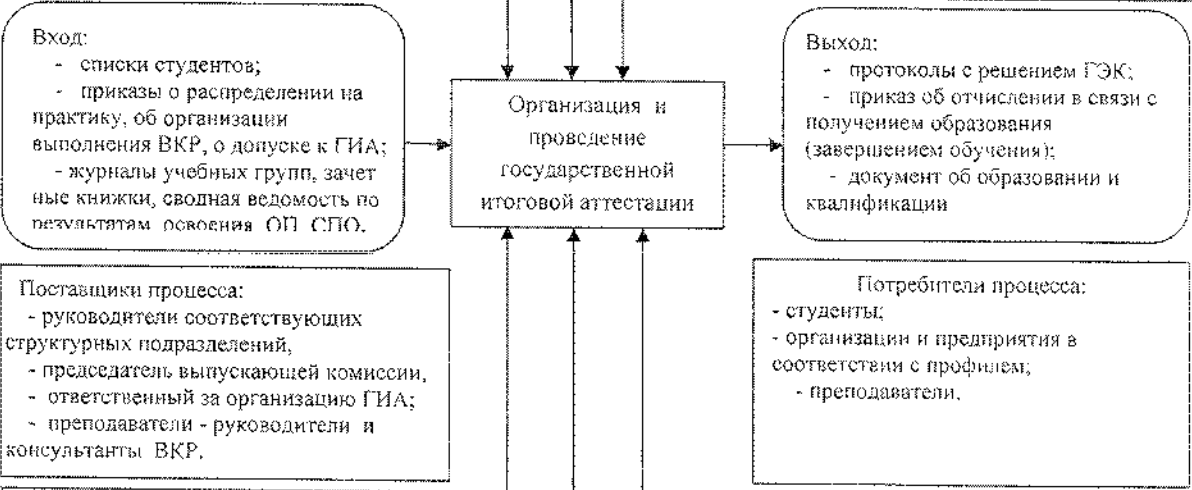 Вход:
- списки студентов;
- приказы о распределении на
практику, об организации
выполнения ВКР, о допуске к ГИА;
- журналы учебных групп, зачет
ные книжки, сводная ведомость по
результатам освоения ОП СПО.
Организация и
проведение
государственной
итоговой аттестации
Выход:
- протоколы с решением ГЭК;
- приказ об отчислении в связи с
получением образования
(завершением обучения);
- документ об образовании и
квалификации
Поставщики процесса:
- руководители соответствующих
структурных подразделений,
- председатель выпускающей комиссии,
- ответственный за организацию ГИА;
- преподаватели - руководители и
консультанты ВКР.
Потребители процесса:
- студенты;
- организации и предприятия в
соответствии с профилем;
- преподаватели.